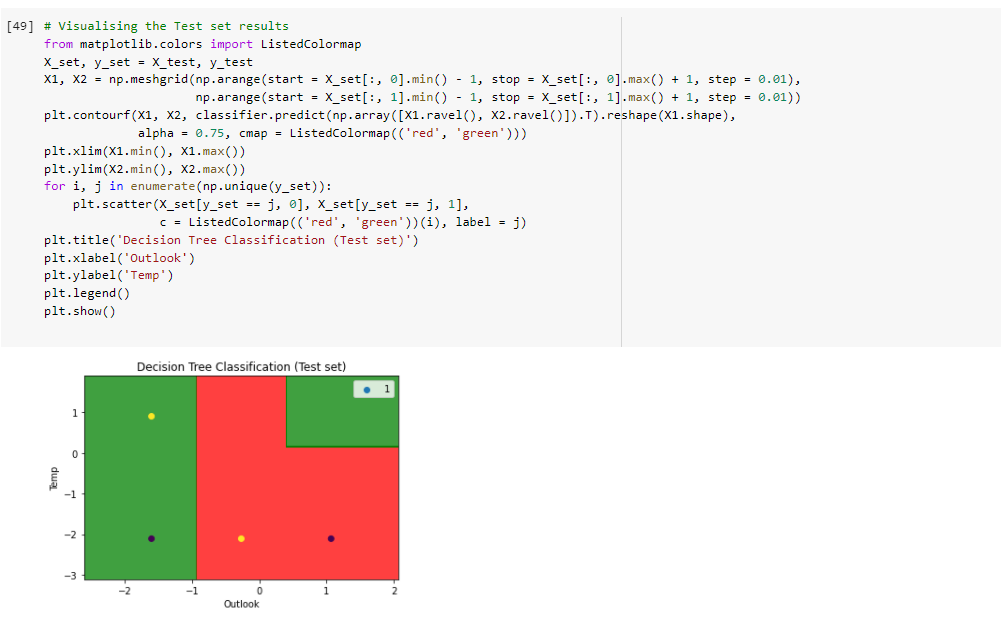 [49] # Visualising the Test set results
from matplotlib.colors import ListedColormap
X_set, y_set = X_test, y_test
X1, X2 = np.meshgrid(np.arange(start = X_set[:, 0].min() - 1, stop = X_set[:, 0].max() + 1, step = 0.01),
np.arange(start = X_set[:, 1].min() - 1, stop = X_set[:, 1].max() + 1, step = 0.01))
plt.contourf(X1, X2, classifier.predict(np.array([X1.ravel(), X2.ravel()]).T).reshape(X1.shape),
alpha = 0.75, cmap = ListedColormap(('red', 'green')))
plt.xlim(X1.min(), X1.max())
plt.ylim(X2.min(), X2.max())
for i, j in enumerate(np.unique(y_set)):
plt.scatter(X_set[y_set == j, 0], X_set[y_set == j, 1],
c = ListedColormap(('red', 'green'))(i), label = j)
plt.title('Decision Tree Classification (Test set)')
plt.xlabel('Outlook')
plt.ylabel('Temp')
plt.legend()
plt.show()
Decision Tree Classification (Test set)
1
1
0
−1
−2
−3
Temp
−2 −1 0 1 2
Outlook